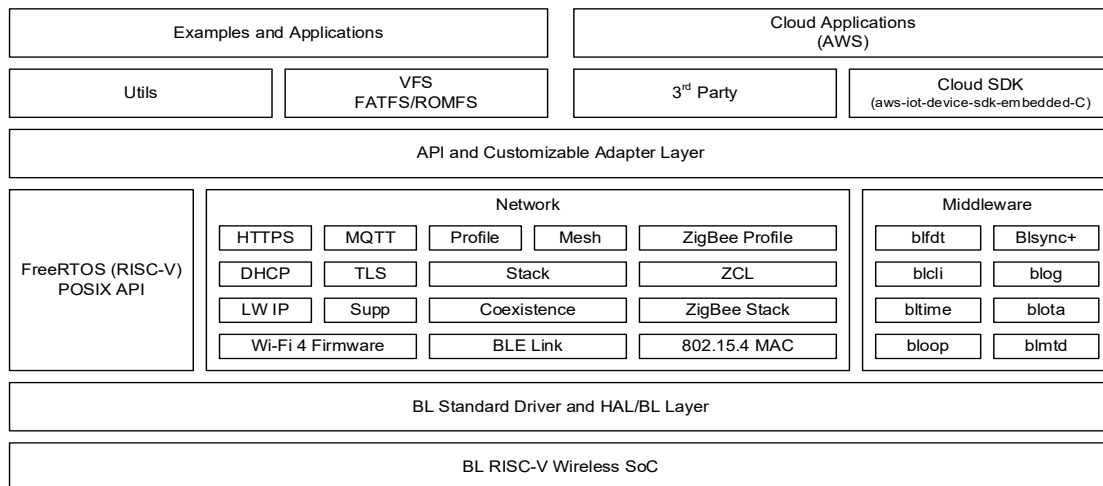 Examples and Applications
Cloud Applications
(AWS)
Utils
VFS
FATFS/ROMFS
3rd Party
Cloud SDK
(aws-iot-device-sdk-embedded-C)
API and Customizable Adapter Layer
FreeRTOS (RISC-V)
POSIX API
Network
HTTPS
MQTT
Profile
Mesh
ZigBee Profile
DHCP
TLS
Stack
ZCL
LW IP
Supp
Coexistence
ZigBee Stack
Wi-Fi 4 Firmware
BLE Link
802.15.4 MAC
Middleware
blfdt
Blsync+
blcli
blog
bltime
blota
bloop
blmtd
BL Standard Driver and HAL/BL Layer
BL RISC-V Wireless SoC